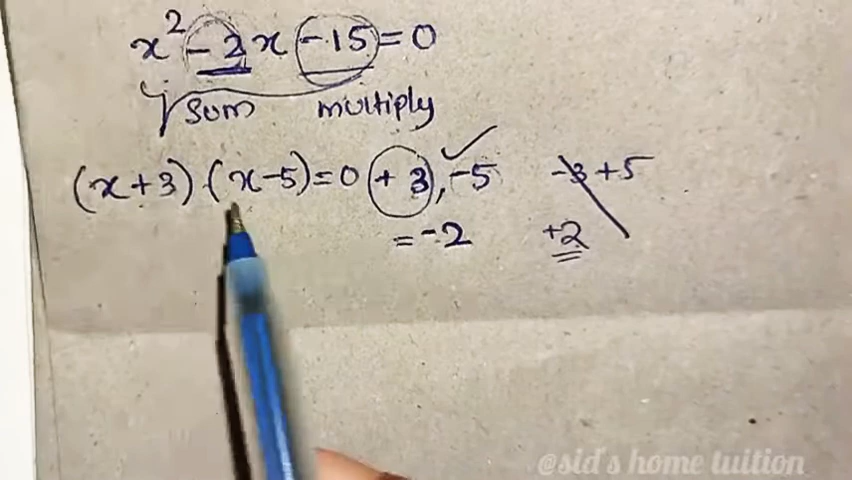 x² -2x -15 = 0
sum multiply
(x+3)·(x-5)=0 +3,-5 -3+5
=-2 +2
@sid's home tuition